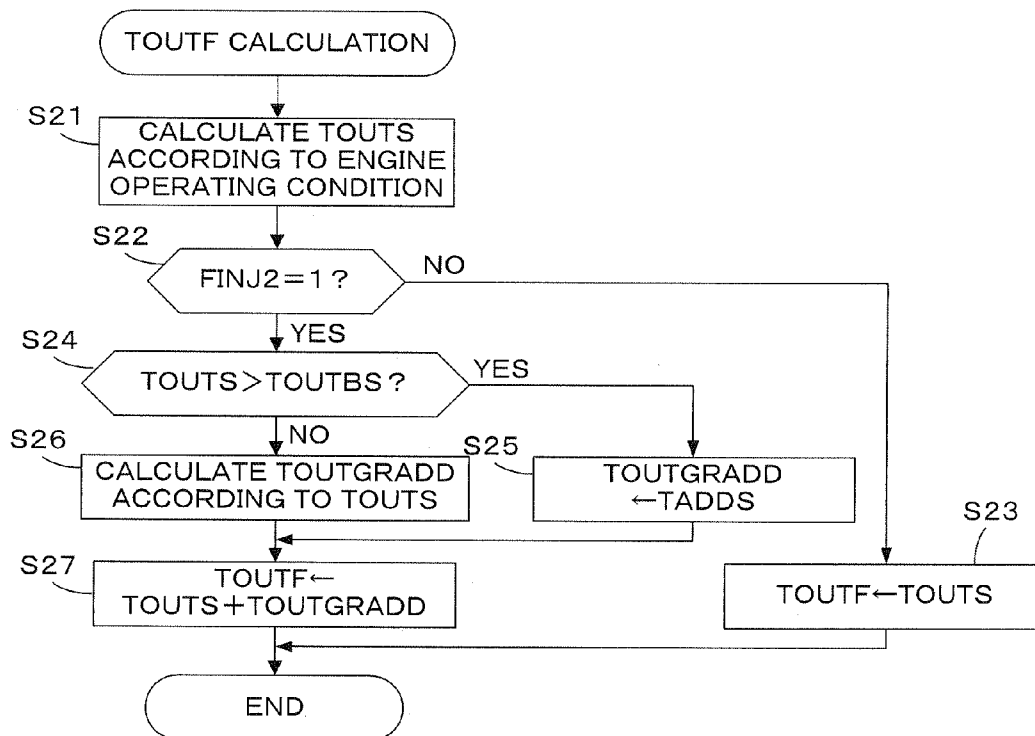 TOUTF CALCULATION
S21
CALCULATE TOUTS
ACCORDING TO ENGINE
OPERATING CONDITION
S22
FINJ2=1?
NO
YES
S24
TOUTS>TOUTBS?
YES
NO
S26
CALCULATE TOUTGRADD
ACCORDING TO TOUTS
S25
TOUTGRADD
←TADDS
S23
TOUTF←TOUTS
S27
TOUTF←
TOUTS+TOUTGRADD
END